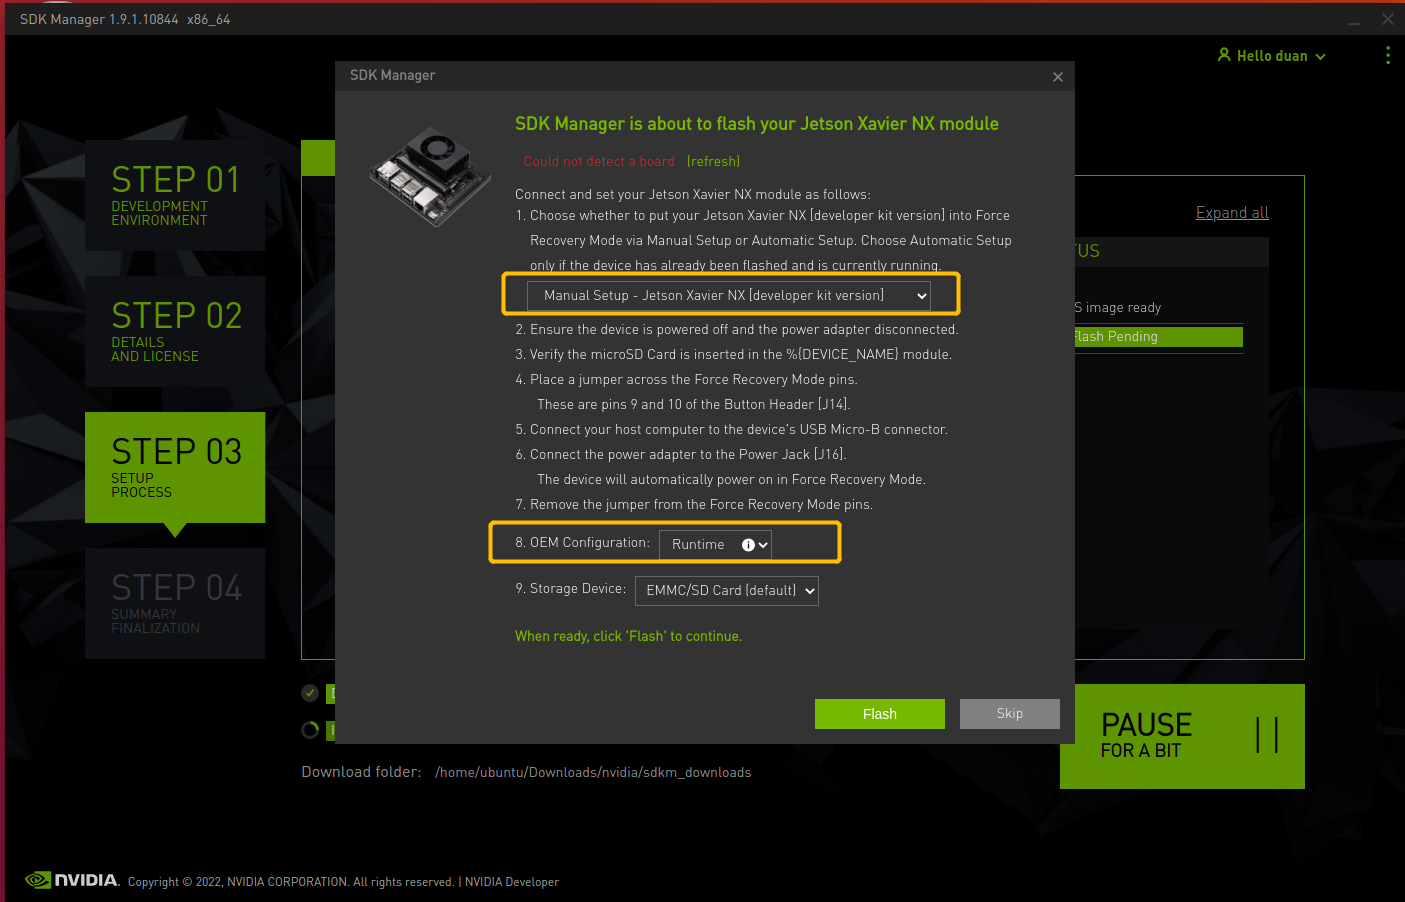 SDK Manager 1.9.1.10844 x86_64
Hello duan
SDK Manager
SDK Manager is about to flash your Jetson Xavier NX module
Could not detect a board (refresh)
Connect and set your Jetson Xavier NX module as follows:
1. Choose whether to put your Jetson Xavier NX [developer kit version] into Force
Recovery Mode via Manual Setup or Automatic Setup. Choose Automatic Setup
only if the device has already been flashed and is currently running.
Manual Setup - Jetson Xavier NX [developer kit version]
2. Ensure the device is powered off and the power adapter disconnected.
3. Verify the microSD Card is inserted in the %{DEVICE_NAME} module.
4. Place a jumper across the Force Recovery Mode pins.
These are pins 9 and 10 of the Button Header [J14].
5. Connect your host computer to the device's USB Micro-B connector.
6. Connect the power adapter to the Power Jack [J16].
The device will automatically power on in Force Recovery Mode.
7. Remove the jumper from the Force Recovery Mode pins.
8. OEM Configuration: Runtime
9. Storage Device: EMMC/SD Card (default)
When ready, click 'Flash' to continue.
Flash
Skip
STEP 01
DEVELOPMENT
ENVIRONMENT
STEP 02
DETAILS
AND LICENSE
STEP 03
SETUP
PROCESS
STEP 04
SUMMARY
FINALIZATION
Expand all
TUS
S image ready
Flash Pending
PAUSE
FOR A BIT
Download folder: /home/ubuntu/Downloads/nvidia/sdkm_downloads
NVIDIA. Copyright © 2022, NVIDIA CORPORATION. All rights reserved. | NVIDIA Developer